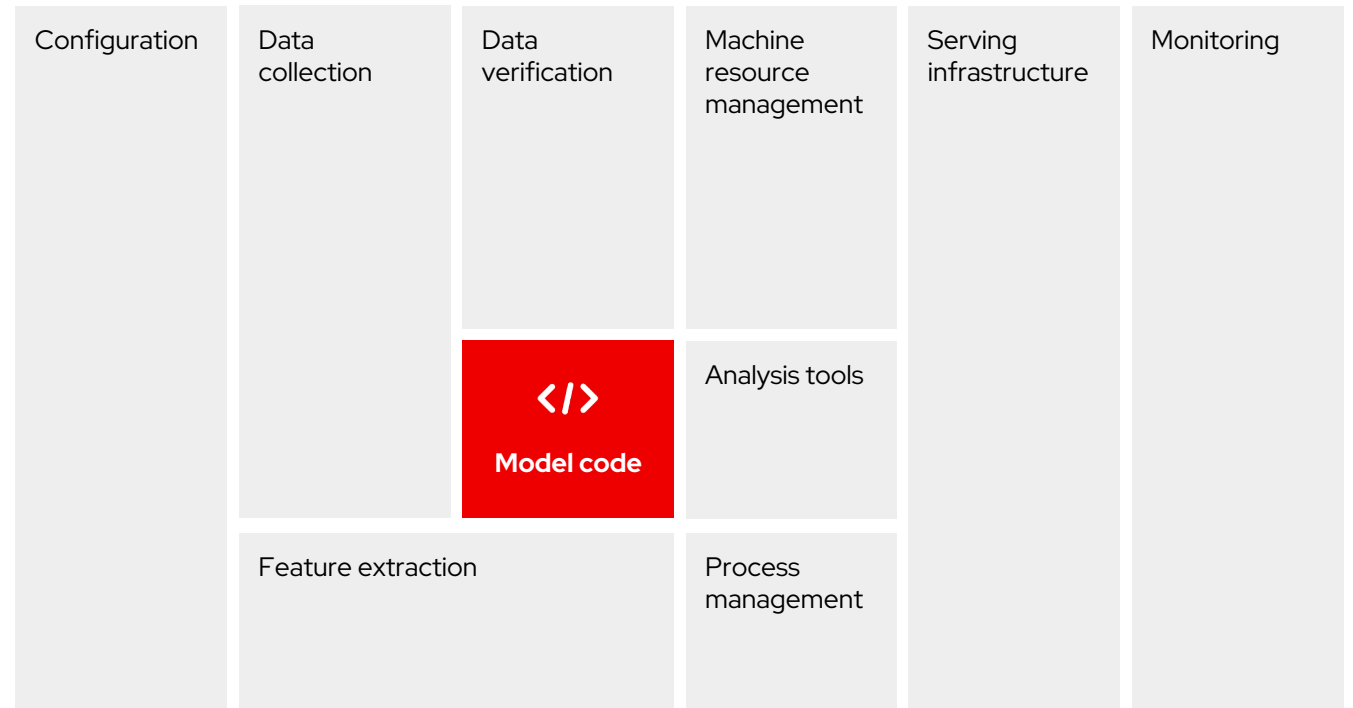 Configuration
Data
collection
Data
verification
Machine
resource
management
Serving
infrastructure
Monitoring
</>
Model code
Analysis tools
Feature extraction
Process
management